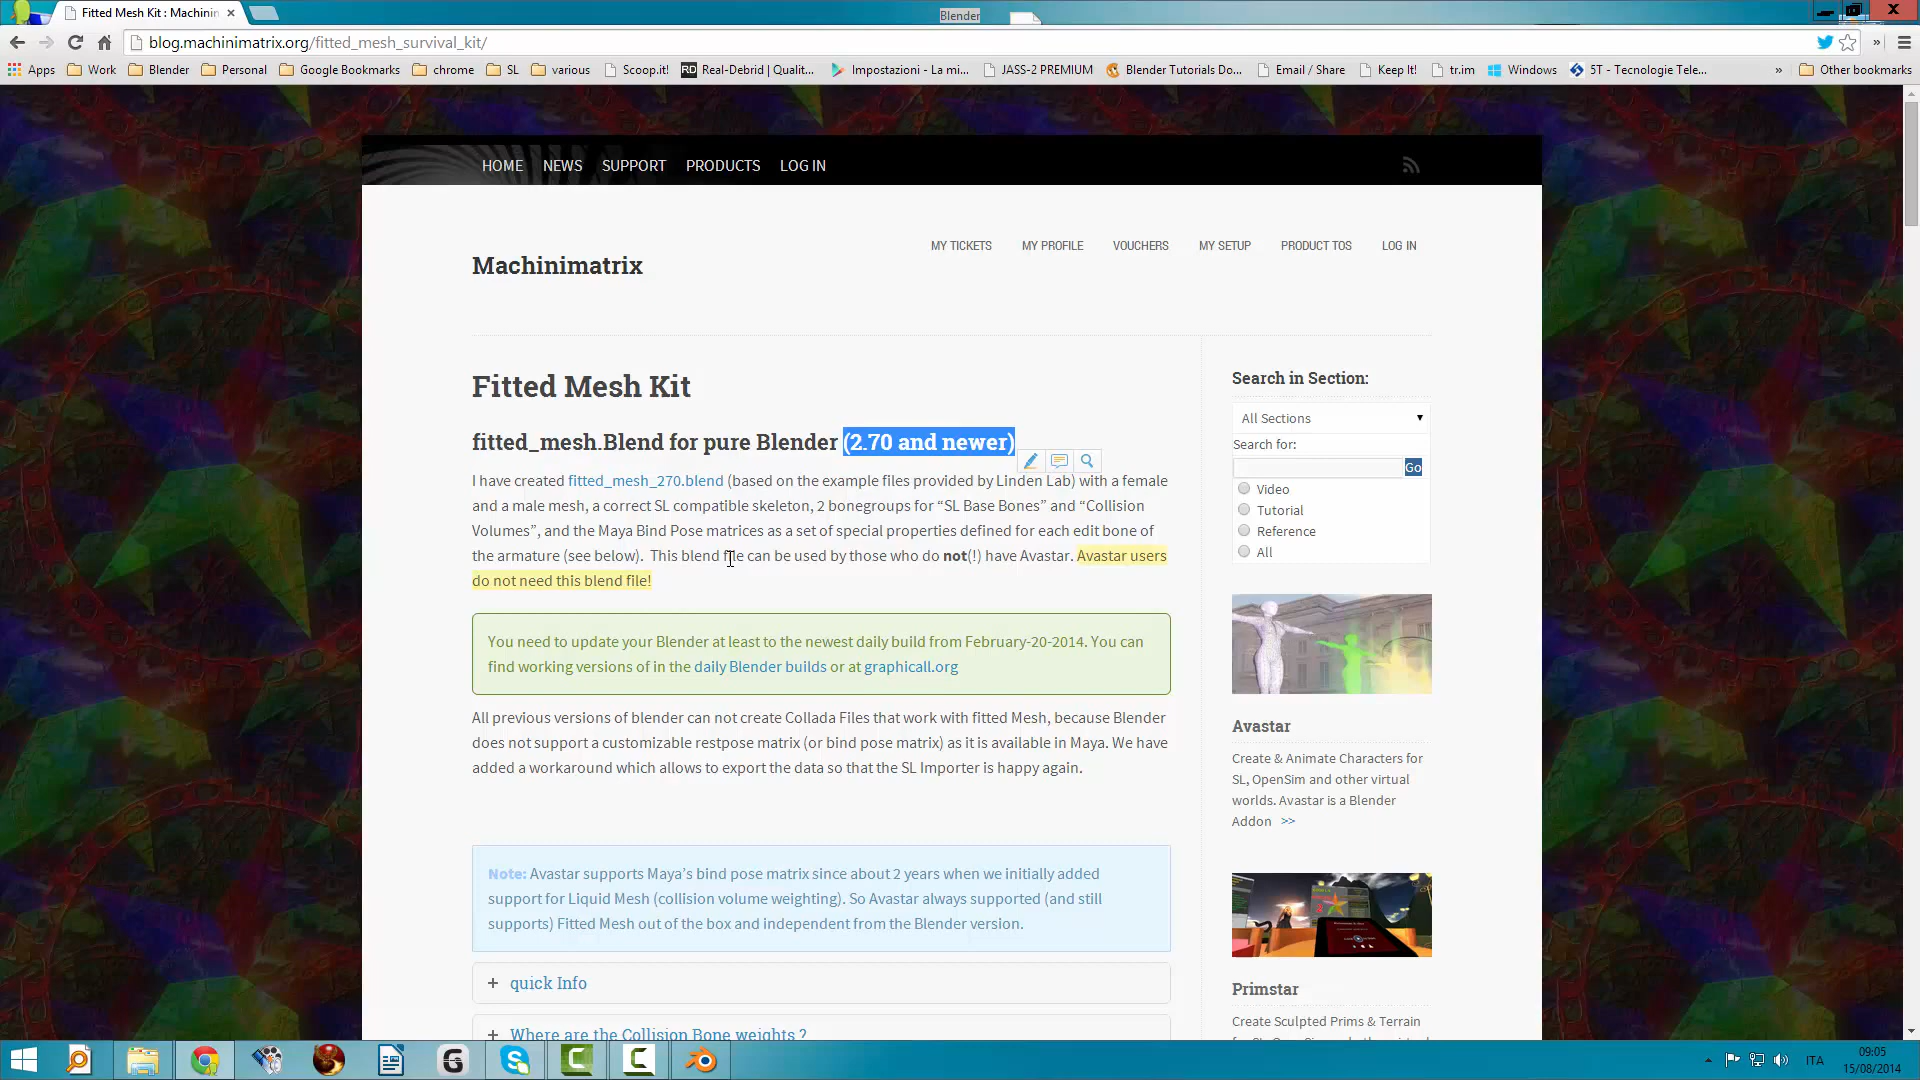 Fitted Mesh Kit : Machinin
Blender
blog.machinimatrix.org/fitted_mesh_survival_kit/
Apps Work Blender Personal Google Bookmarks chrome SL various Scoop.it! Real-Debrid | Qualit... Impostazioni - La mi... JASS-2 PREMIUM Blender Tutorials Do... Email / Share Keep It! tr.im Windows 5T - Tecnologie Tele... » Other bookmarks
HOME NEWS SUPPORT PRODUCTS LOG IN
MY TICKETS MY PROFILE VOUCHERS MY SETUP PRODUCT TOS LOG IN
Machinimatrix
Fitted Mesh Kit
fitted_mesh.Blend for pure Blender (2.70 and newer)
I have created fitted_mesh_270.blend (based on the example files provided by Linden Lab) with a female
and a male mesh, a correct SL compatible skeleton, 2 bonegroups for “SL Base Bones” and “Collision
Volumes”, and the Maya Bind Pose matrices as a set of special properties defined for each edit bone of
the armature (see below).  This blend file can be used by those who do not(!) have Avastar. Avastar users
do not need this blend file!
You need to update your Blender at least to the newest daily build from February-20-2014. You can
find working versions of in the daily Blender builds or at graphicall.org
All previous versions of blender can not create Collada Files that work with fitted Mesh, because Blender
does not support a customizable restpose matrix (or bind pose matrix) as it is available in Maya. We have
added a workaround which allows to export the data so that the SL Importer is happy again.
Note: Avastar supports Maya’s bind pose matrix since about 2 years when we initially added
support for Liquid Mesh (collision volume weighting). So Avastar always supported (and still
supports) Fitted Mesh out of the box and independent from the Blender version.
+ quick Info
+ Where are the Collision Bone weights ?
Search in Section:
All Sections
Search for:
Go
Video
Tutorial
Reference
All
Avastar
Create & Animate Characters for
SL, OpenSim and other virtual
worlds. Avastar is a Blender
Addon >>
Primstar
Create Sculpted Prims & Terrain
ITA
09:05
15/08/2014